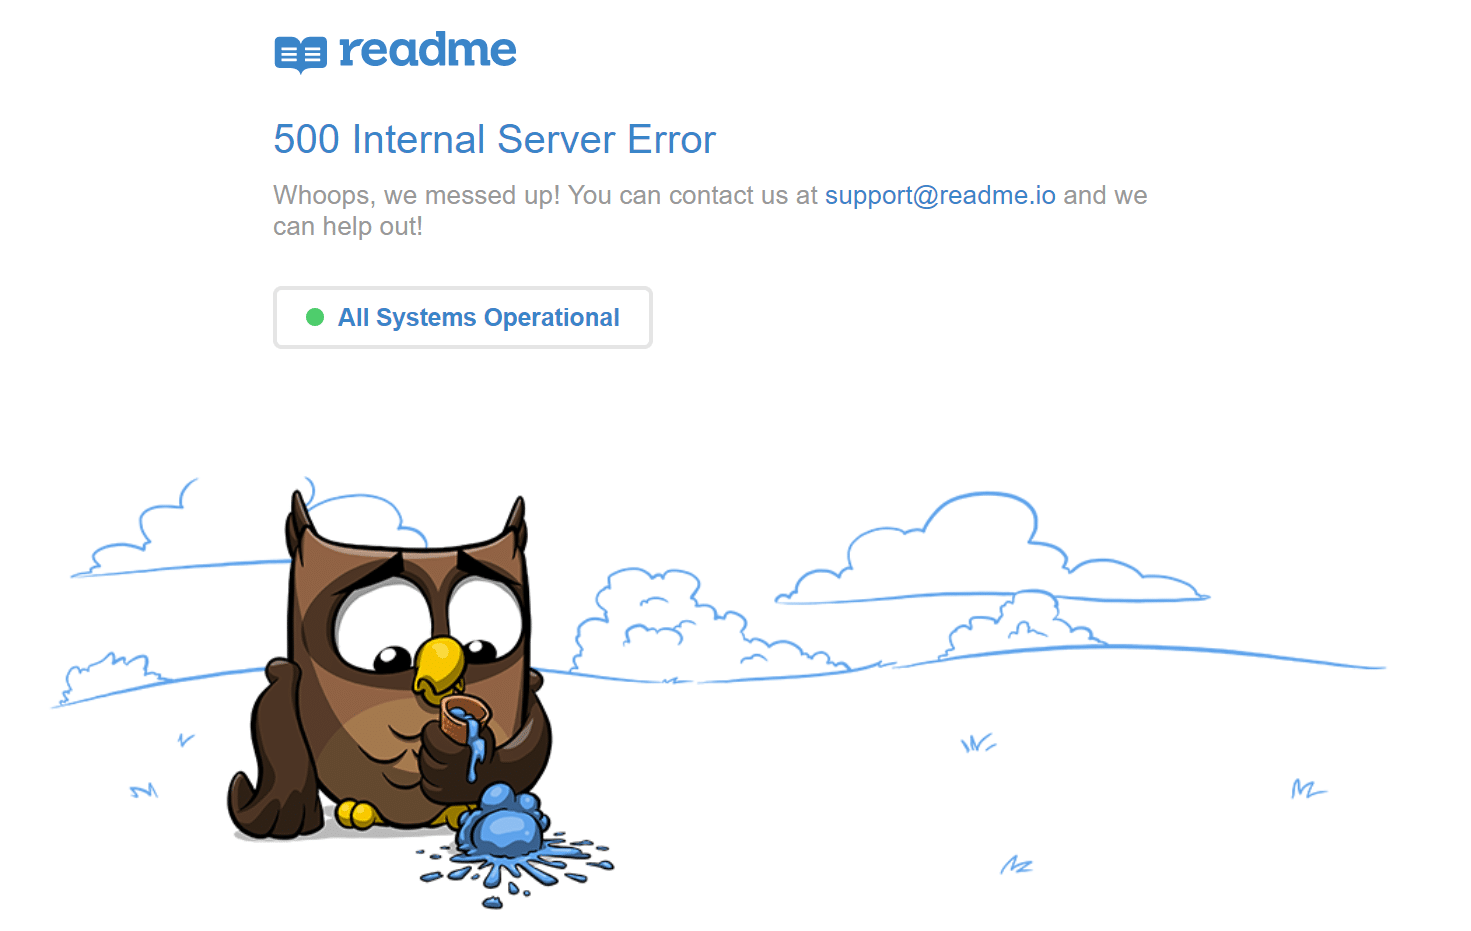 readme
500 Internal Server Error
Whoops, we messed up! You can contact us at support@readme.io and we
can help out!
All Systems Operational